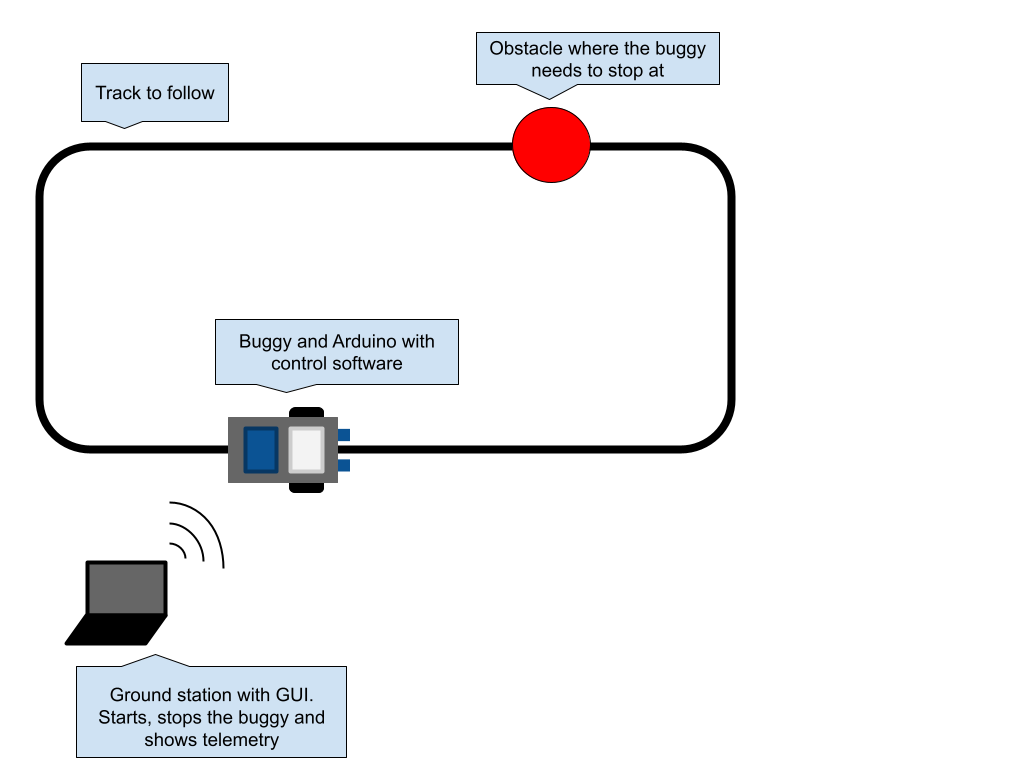 Obstacle where the buggy
needs to stop at
Track to follow
Buggy and Arduino with
control software
Ground station with GUI.
Starts, stops the buggy and
shows telemetry